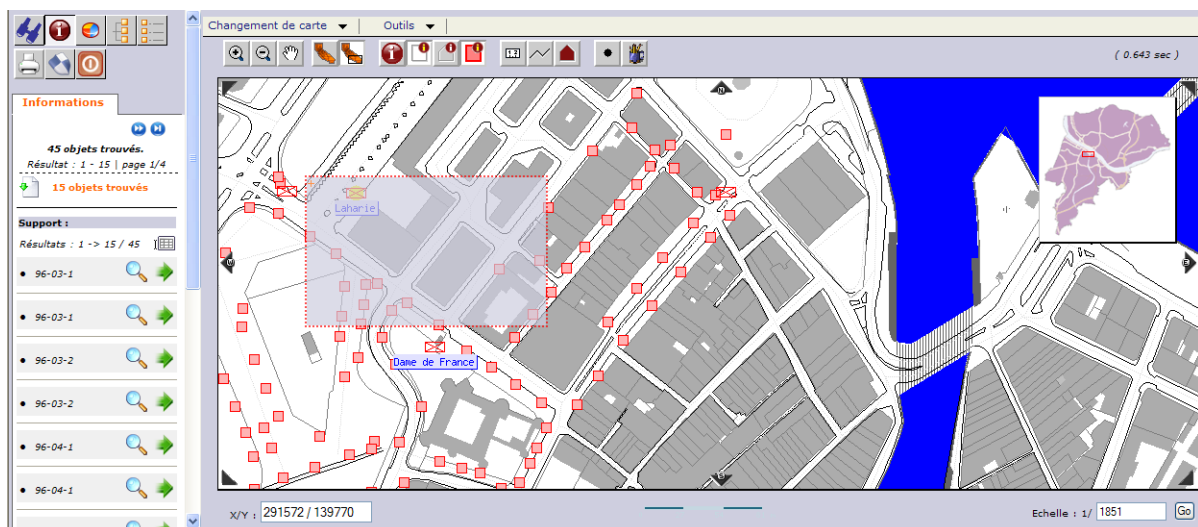 Changement de carte
Outils
( 0.643 sec )
Informations
45 objets trouvés.
Résultat : 1 - 15 | page 1/4
15 objets trouvés
Support :
Résultats : 1 -> 15 / 45
96-03-1
96-03-1
96-03-2
96-03-2
96-04-1
96-04-1
N
Laharie
Dame de France
E
X/Y : 291572 / 139770
Echelle : 1/ 1851 Go